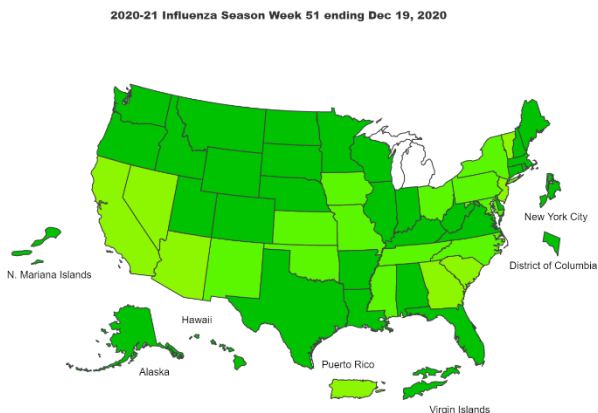 2020-21 Influenza Season Week 51 ending Dec 19, 2020
New York City
District of Columbia
N. Mariana Islands
Hawaii
Alaska
Puerto Rico
Virgin Islands